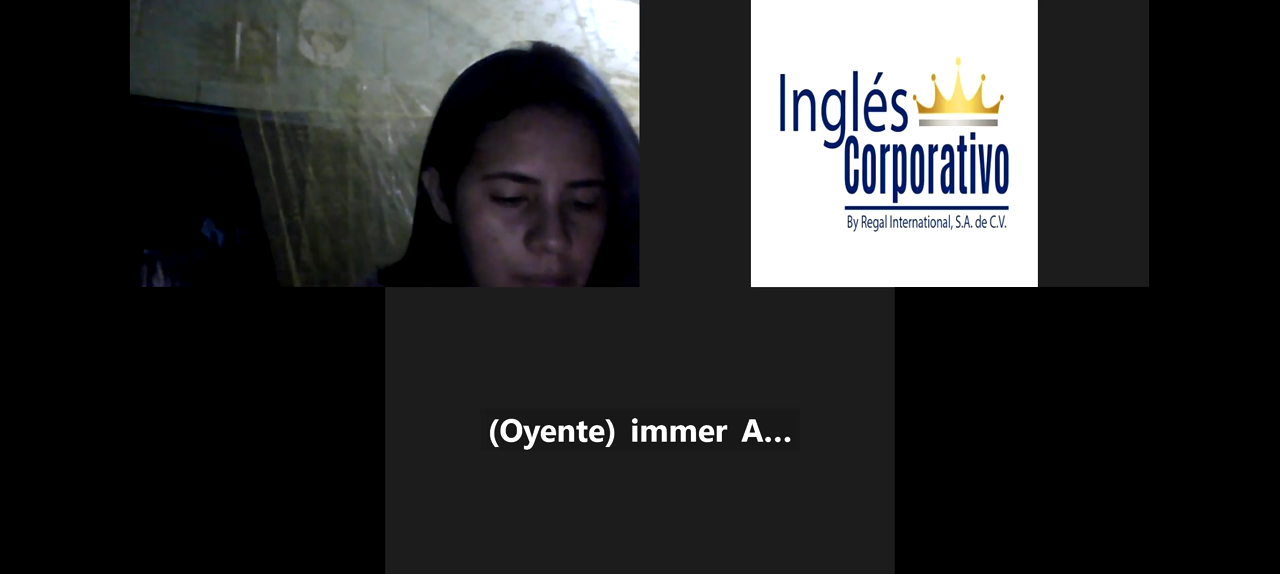 Inglés
Corporativo
By Regal International, S.A. de C.V.
(Oyente) immer A...